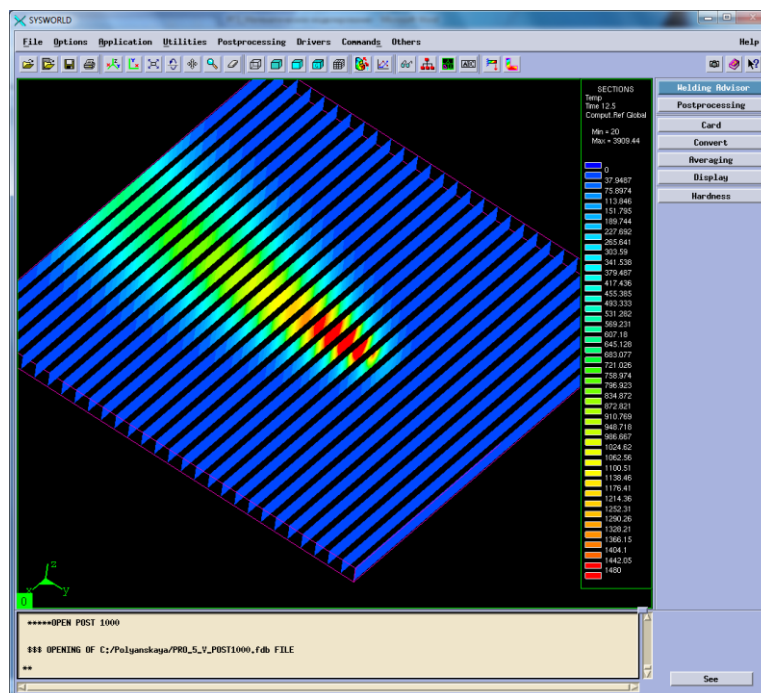 SYSWORLD
File Options Application Utilities Postprocessing Drivers Commands Others Help
ABC
SECTIONS
Temp
Time 12.5
Comput.Ref Global
Min = 20
Max = 3909.44
0
37.9487
75.8974
113.846
151.795
189.744
227.692
265.641
303.59
341.538
379.487
417.436
455.385
493.333
531.282
569.231
607.18
645.128
683.077
721.026
758.974
796.923
834.872
872.821
910.769
948.718
986.667
1024.62
1062.56
1100.51
1138.46
1176.41
1214.36
1252.31
1290.26
1328.21
1366.15
1404.1
1442.05
1480
Welding Advisor
Postprocessing
Card
Convert
Averaging
Display
Hardness
z
x y
0
*****OPEN POST 1000
$$$ OPENING OF C:/Polyanskaya/PRO_5_V_POST1000.fdb FILE
**
See